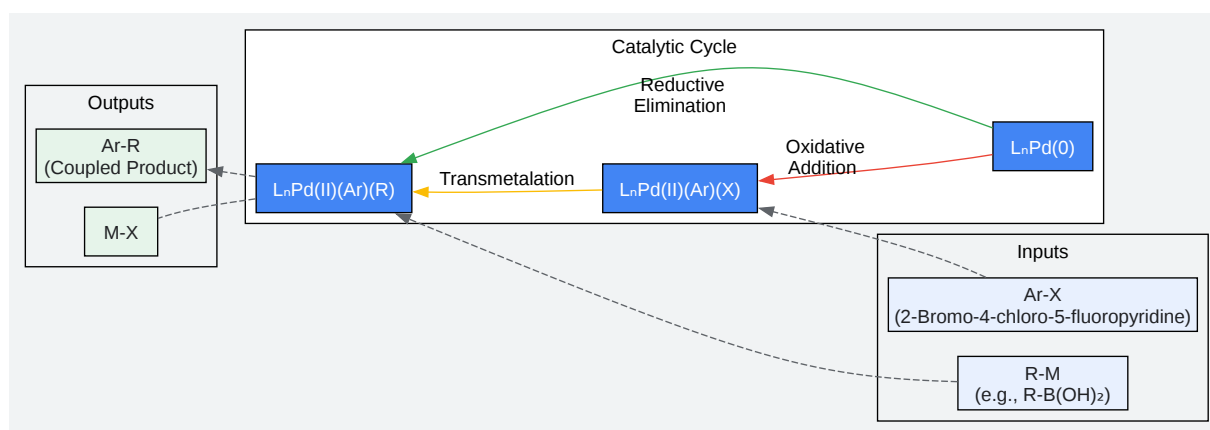 Catalytic Cycle
Reductive
Elimination
Oxidative
Addition
LₙPd(0)
Transmetalation
LₙPd(II)(Ar)(R)
LₙPd(II)(Ar)(X)
Outputs
Ar-R
(Coupled Product)
M-X
Inputs
Ar-X
(2-Bromo-4-chloro-5-fluoropyridine)
R-M
(e.g., R-B(OH)₂)